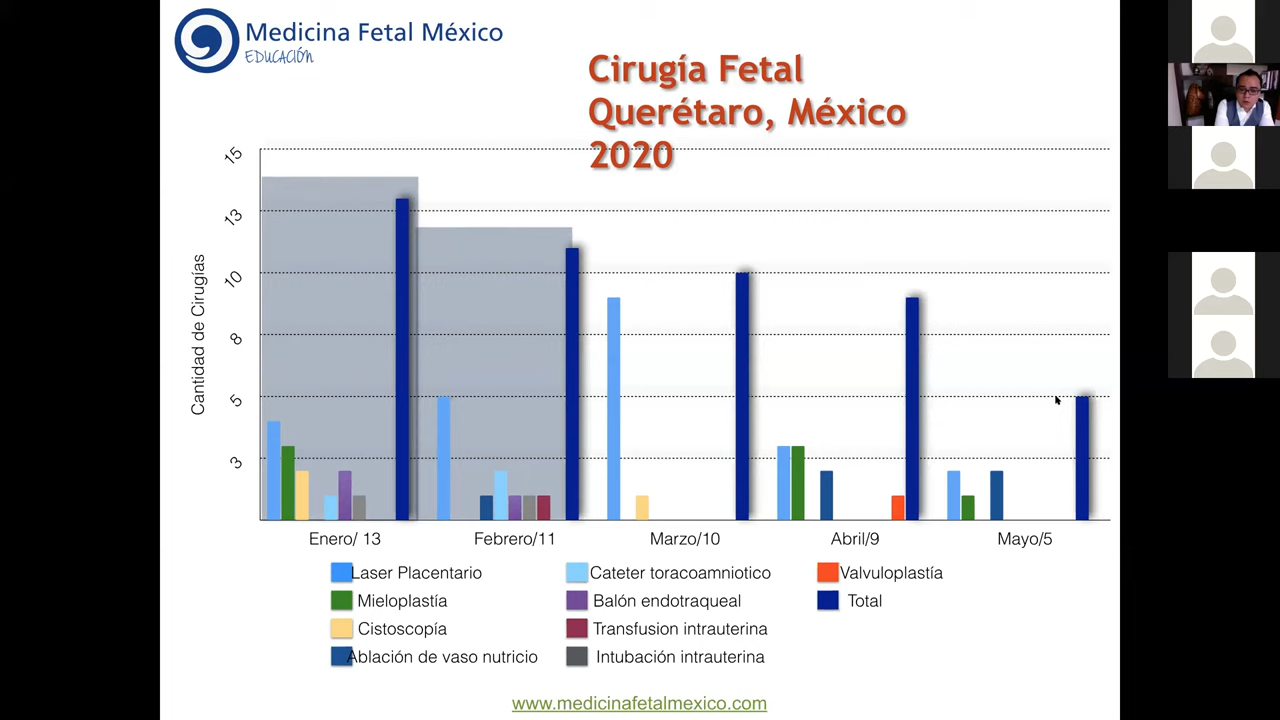 Medicina Fetal México
EDUCACIÓN
Cirugía Fetal
Querétaro, México
2020
Cantidad de Cirugías
15
13
10
8
5
3
Enero/ 13
Febrero/11
Marzo/10
Abril/9
Mayo/5
Laser Placentario
Cateter toracoamniotico
Valvuloplastía
Mieloplastía
Balón endotraqueal
Total
Cistoscopía
Transfusion intrauterina
Ablación de vaso nutricio
Intubación intrauterina
www.medicinafetalmexico.com